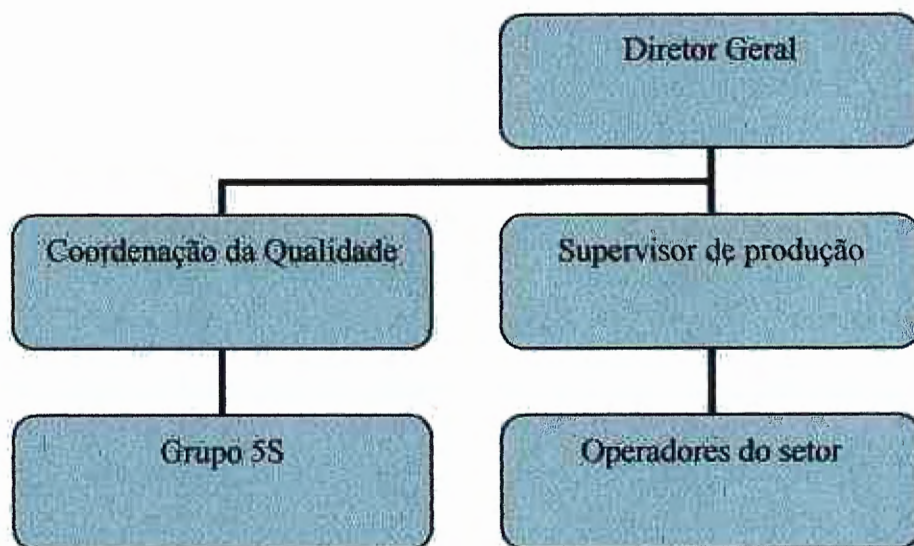 Diretor Geral
Coordenação da Qualidade
Supervisor de produção
Grupo 5S
Operadores do setor